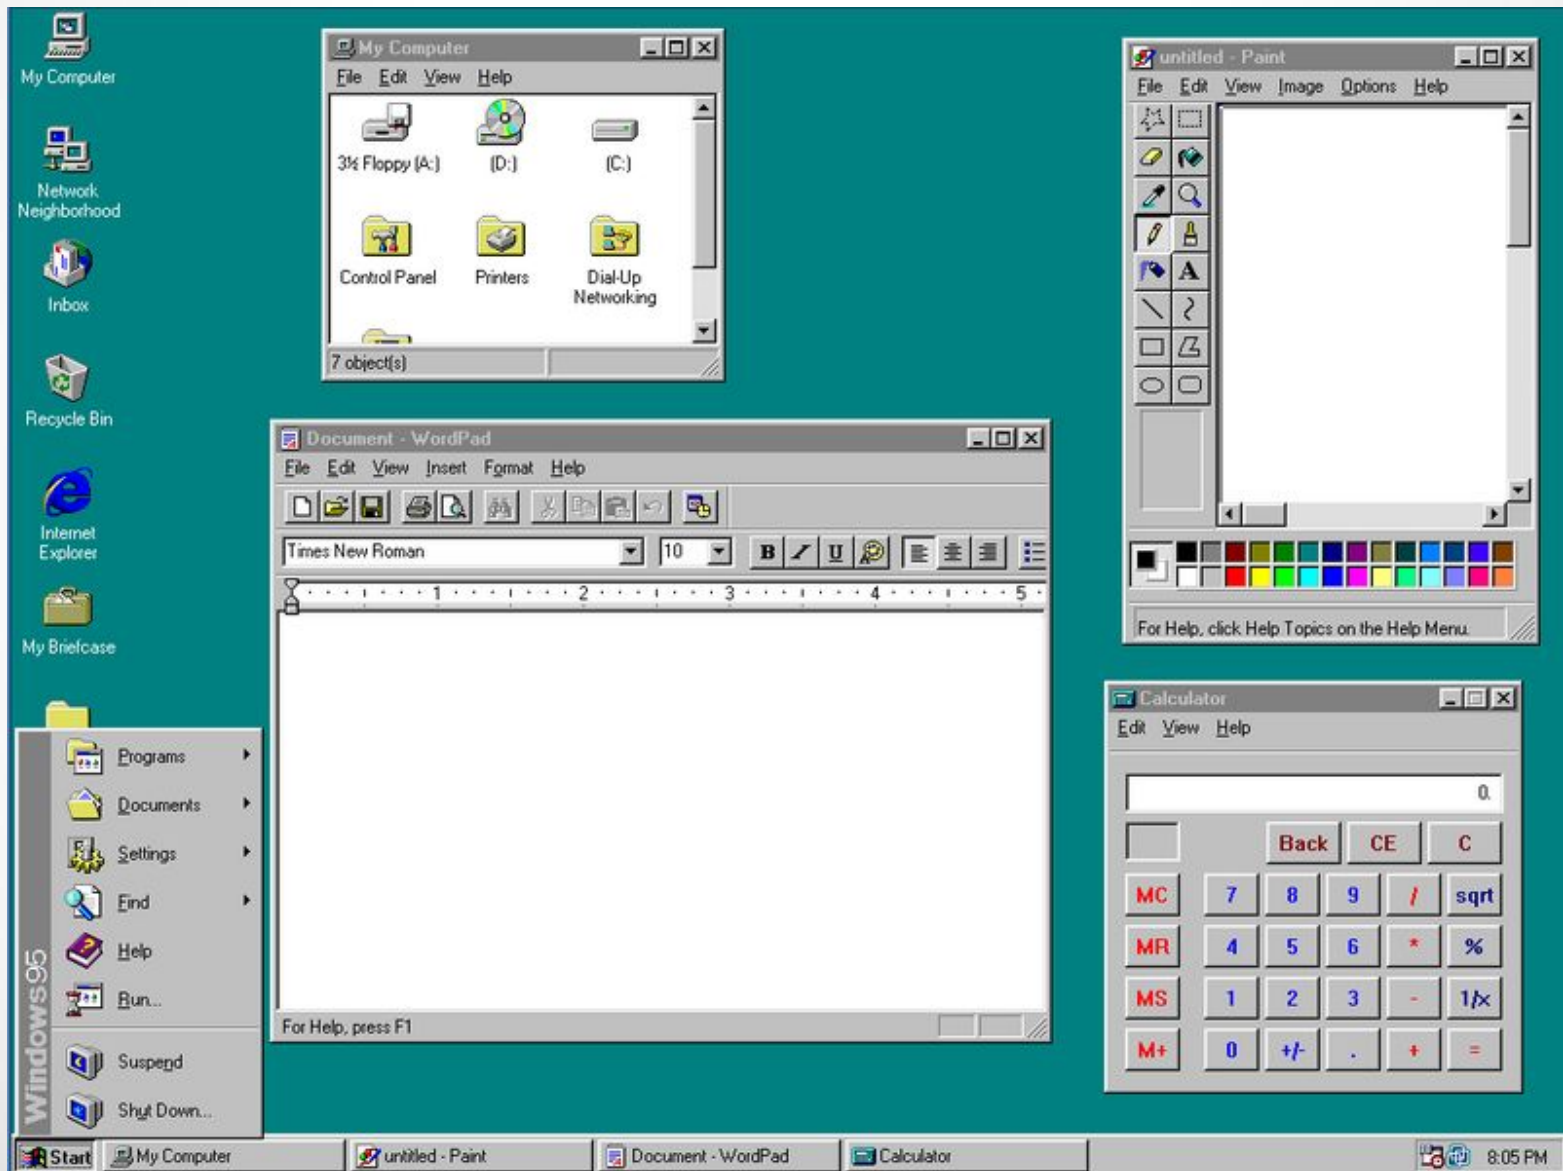 My Computer
Network
Neighborhood
Inbox
Recycle Bin
Internet
Explorer
My Briefcase
My Computer
File Edit View Help
3½ Floppy (A:) (D:) (C:)
Control Panel Printers Dial-Up
Networking
7 object(s)
untitled - Paint
File Edit View Image Options Help
A
For Help, click Help Topics on the Help Menu.
Document - WordPad
File Edit View Insert Format Help
Times New Roman 10 B I U
1 2 3 4 5
For Help, press F1
Calculator
Edit View Help
0.
Back CE C
MC 7 8 9 / sqrt
MR 4 5 6 * %
MS 1 2 3 - 1/x
M+ 0 +/- . + =
Windows95
Programs
Documents
Settings
Find
Help
Run...
Suspend
Shut Down...
Start My Computer untitled - Paint Document - WordPad Calculator 8:05 PM